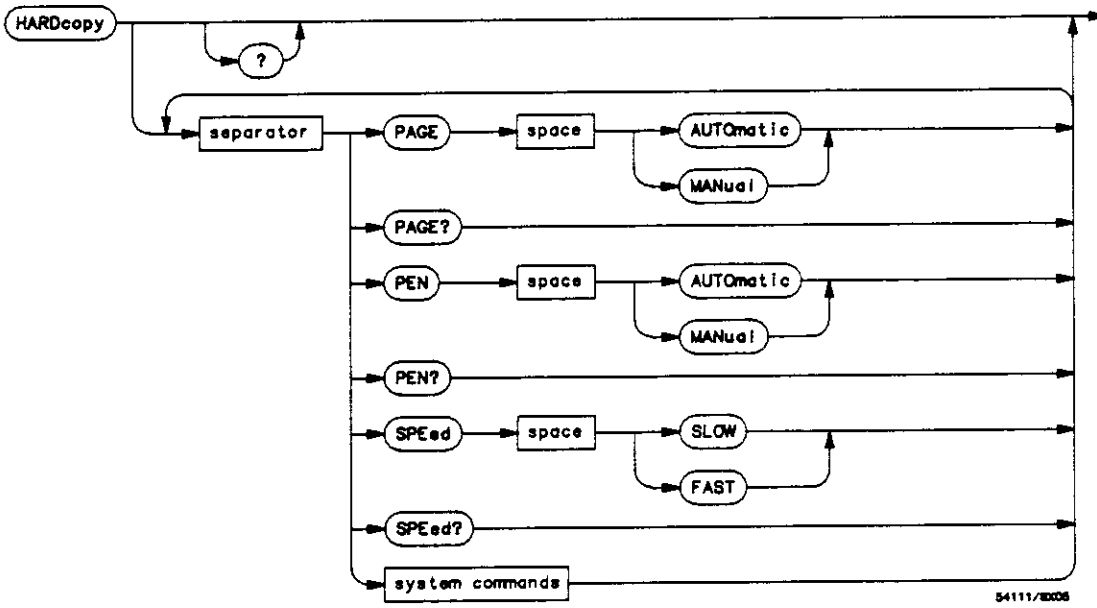 HARDcopy
?
separator PAGE space AUTOmatic
MANual
PAGE?
PEN space AUTOmatic
MANual
PEN?
SPEed space SLOW
FAST
SPEed?
system commands